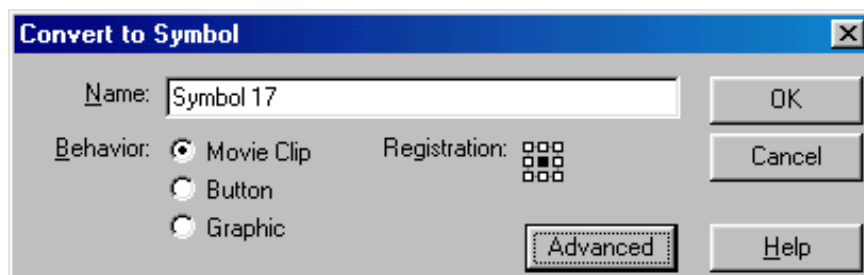 Convert to Symbol
Name: Symbol 17 OK
Behavior: Movie Clip Registration: Cancel
Button
Graphic
Advanced Help